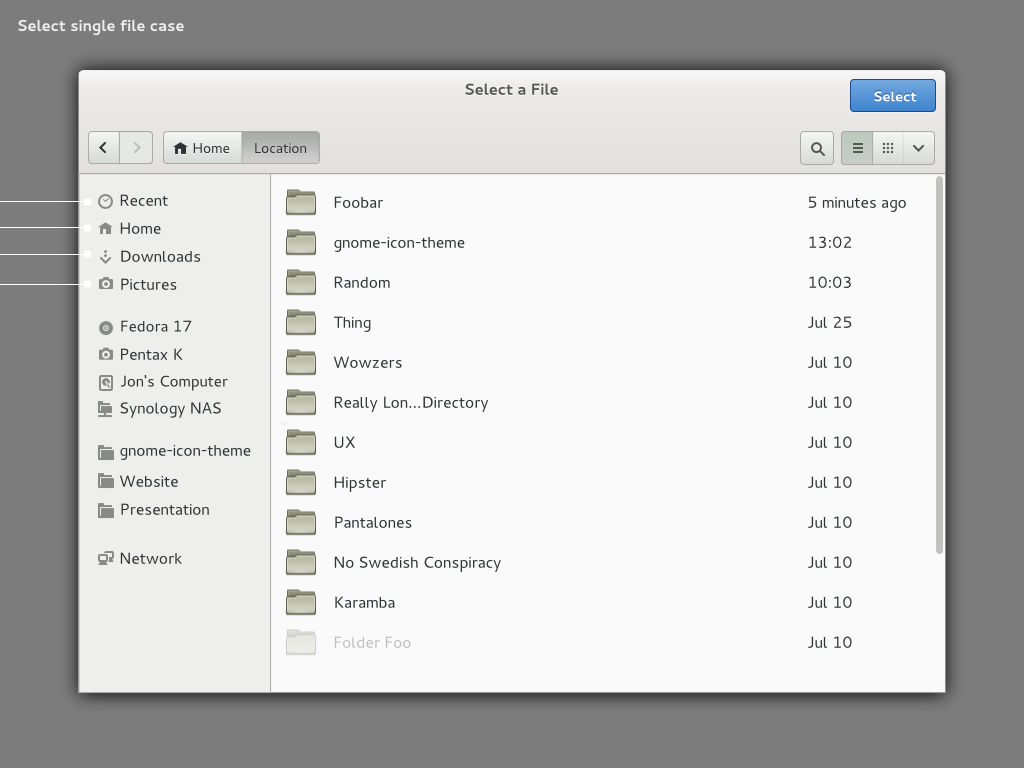 Select single file case
Select a File
Select
Home
Location
Recent
Home
Downloads
Pictures
Fedora 17
Pentax K
Jon's Computer
Synology NAS
gnome-icon-theme
Website
Presentation
Network
Foobar 5 minutes ago
gnome-icon-theme 13:02
Random 10:03
Thing Jul 25
Wowzers Jul 10
Really Lon...Directory Jul 10
UX Jul 10
Hipster Jul 10
Pantalones Jul 10
No Swedish Conspiracy Jul 10
Karamba Jul 10
Folder Foo Jul 10